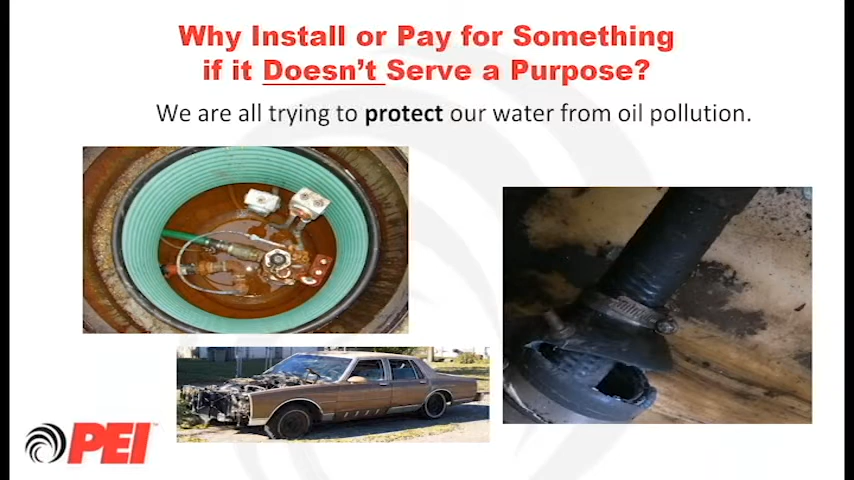 Why Install or Pay for Something
if it Doesn't Serve a Purpose?
We are all trying to protect our water from oil pollution.
PEI